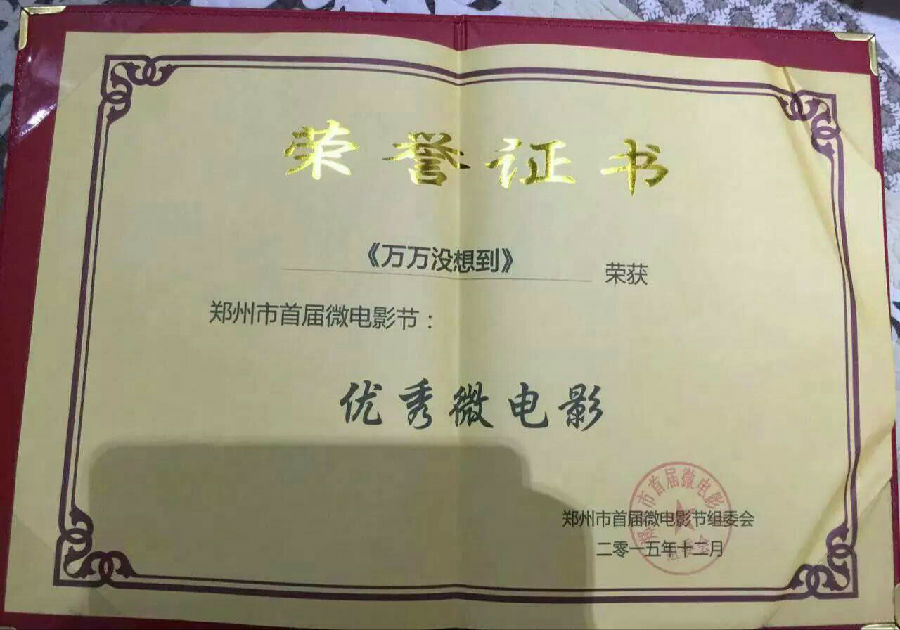 荣誉证书
《万万没想到》 荣获
郑州市首届微电影节：
优秀微电影
郑州市首届微电影节组委会
二零一五年十二月